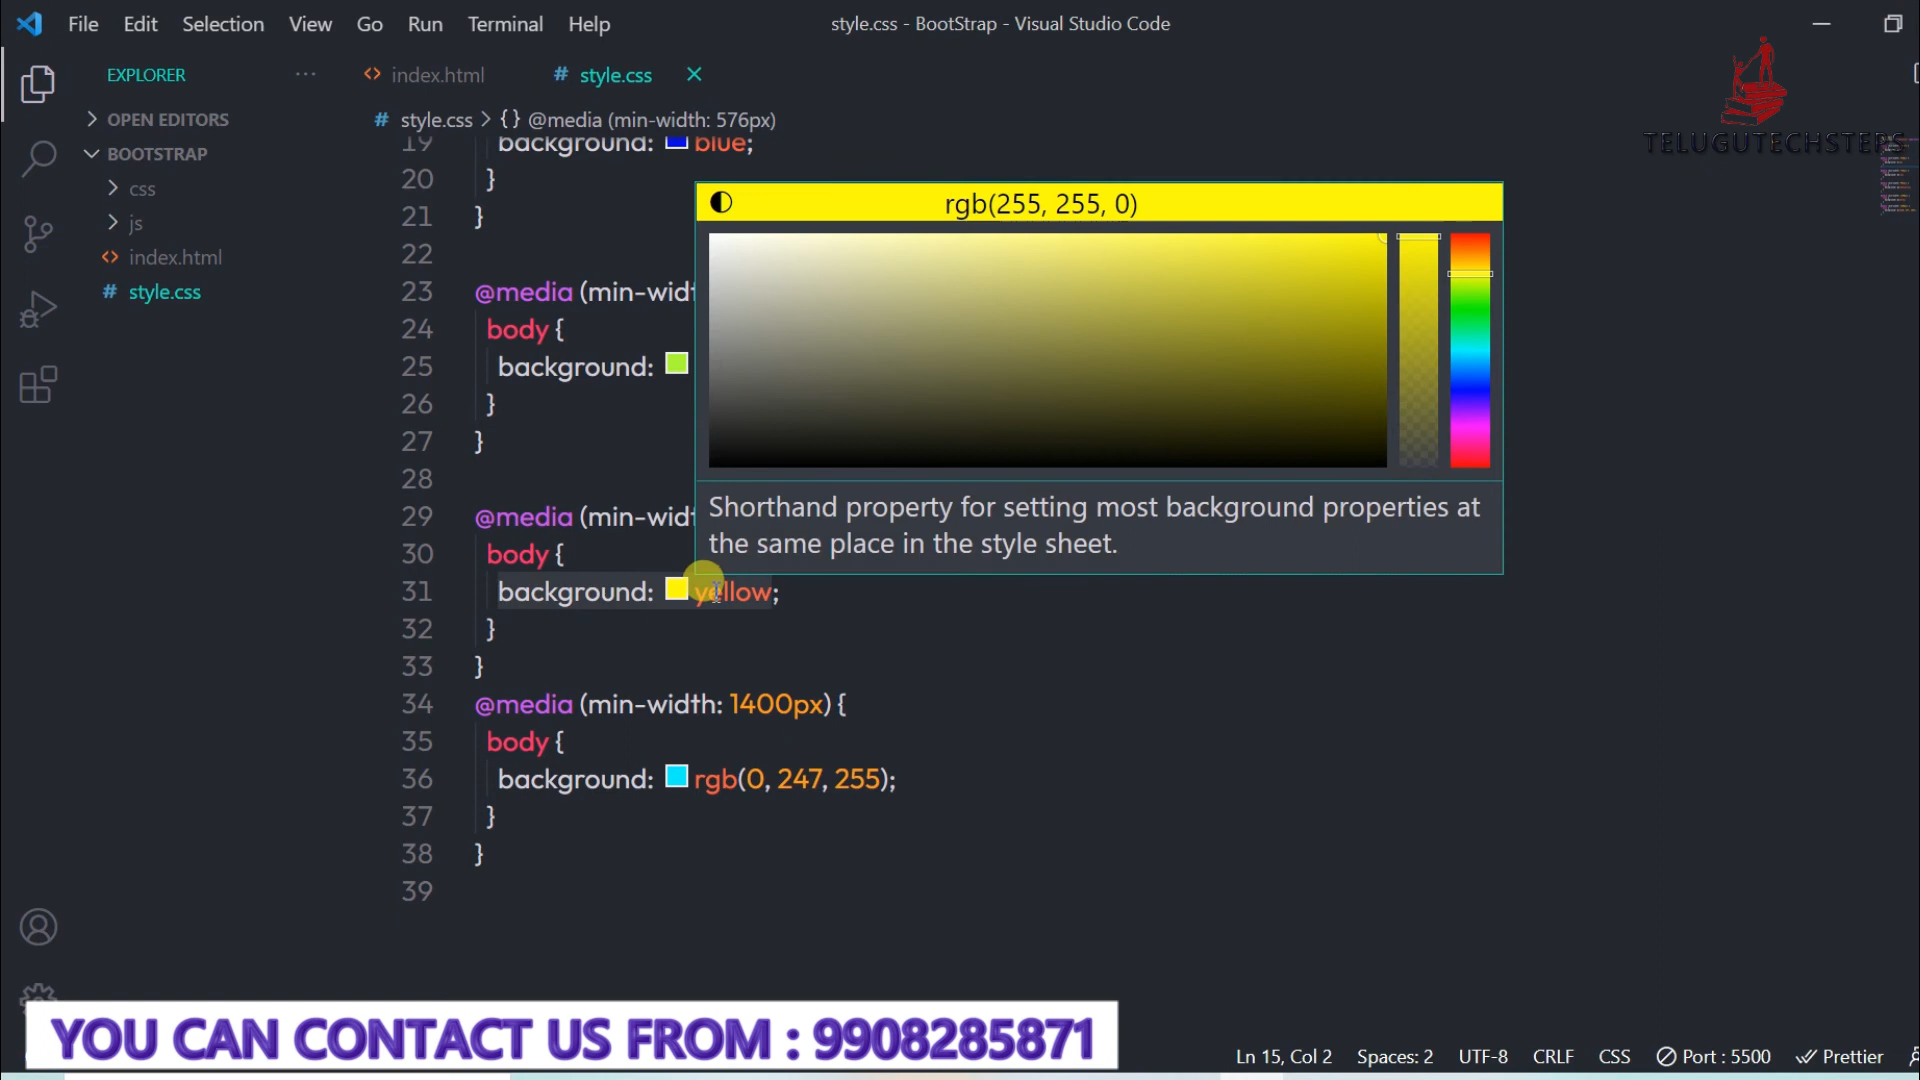 File Edit Selection View Go Run Terminal Help
style.css - BootStrap - Visual Studio Code
EXPLORER
index.html
# style.css
TELUGUTECHSTEPS
OPEN EDITORS
BOOTSTRAP
css
js
index.html
# style.css
# style.css > {} @media (min-width: 576px)
19 background: blue;
20 }
21 }
22
23 @media (min-widt
24 body {
25 background:
26 }
27 }
28
29 @media (min-widt
30 body {
31 background: yellow;
32 }
33 }
34 @media (min-width: 1400px) {
35 body {
36 background: rgb(0, 247, 255);
37 }
38 }
39
rgb(255, 255, 0)
Shorthand property for setting most background properties at
the same place in the style sheet.
YOU CAN CONTACT US FROM : 9908285871
Ln 15, Col 2 Spaces: 2 UTF-8 CRLF CSS Port : 5500 Prettier